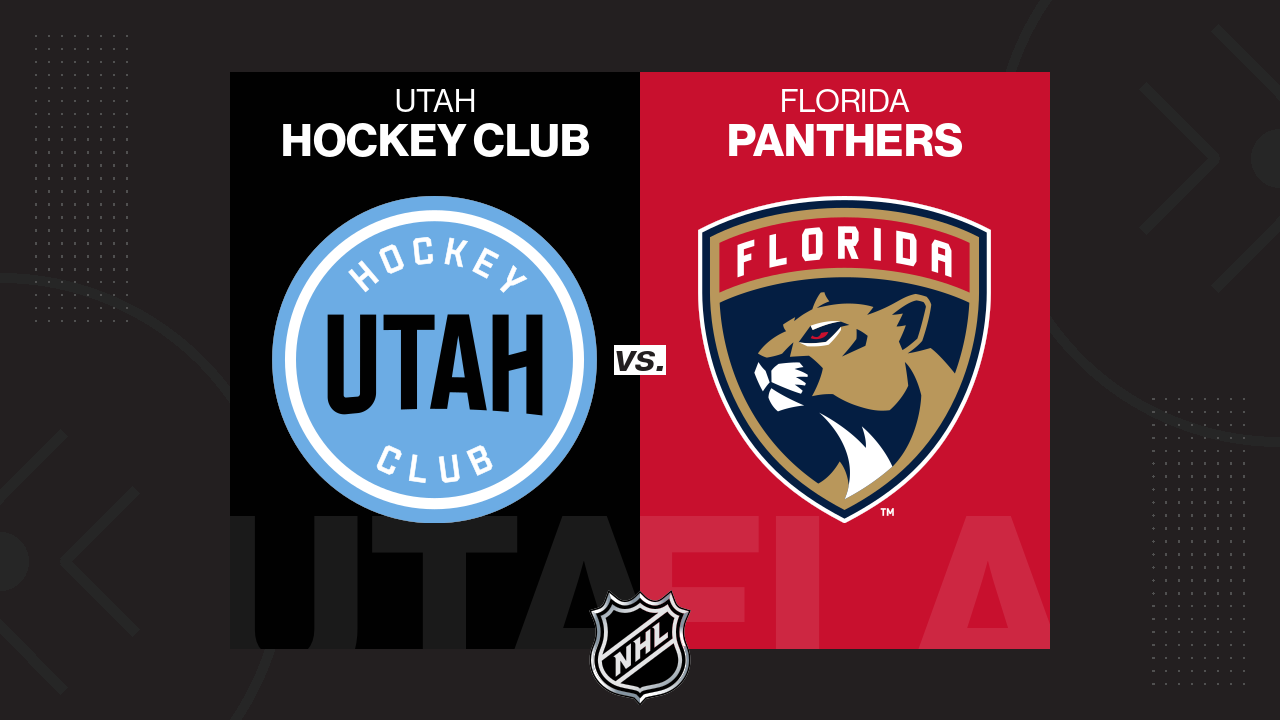 UTAH
HOCKEY CLUB
HOCKEY
UTAH
CLUB
vs.
FLORIDA
PANTHERS
FLORIDA
TM
UTA
FLA
NHL